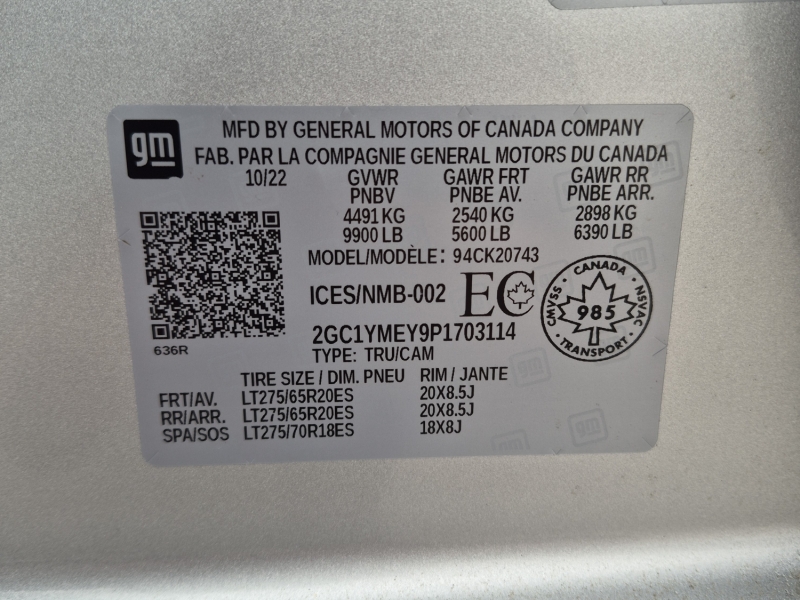 gm
MFD BY GENERAL MOTORS OF CANADA COMPANY
FAB. PAR LA COMPAGNIE GENERAL MOTORS DU CANADA
10/22 GVWR GAWR FRT GAWR RR
PNBV PNBE AV. PNBE ARR.
4491 KG 2540 KG 2898 KG
9900 LB 5600 LB 6390 LB
MODEL/MODÈLE: 94CK20743
ICES/NMB-002 EC
CANADA
CMVSS · NSVAC
985
TRANSPORT
2GC1YMEY9P1703114
636R
TYPE: TRU/CAM
TIRE SIZE / DIM. PNEU RIM / JANTE
FRT/AV. LT275/65R20ES 20X8.5J
RR/ARR. LT275/65R20ES 20X8.5J
SPA/SOS LT275/70R18ES 18X8J
gm